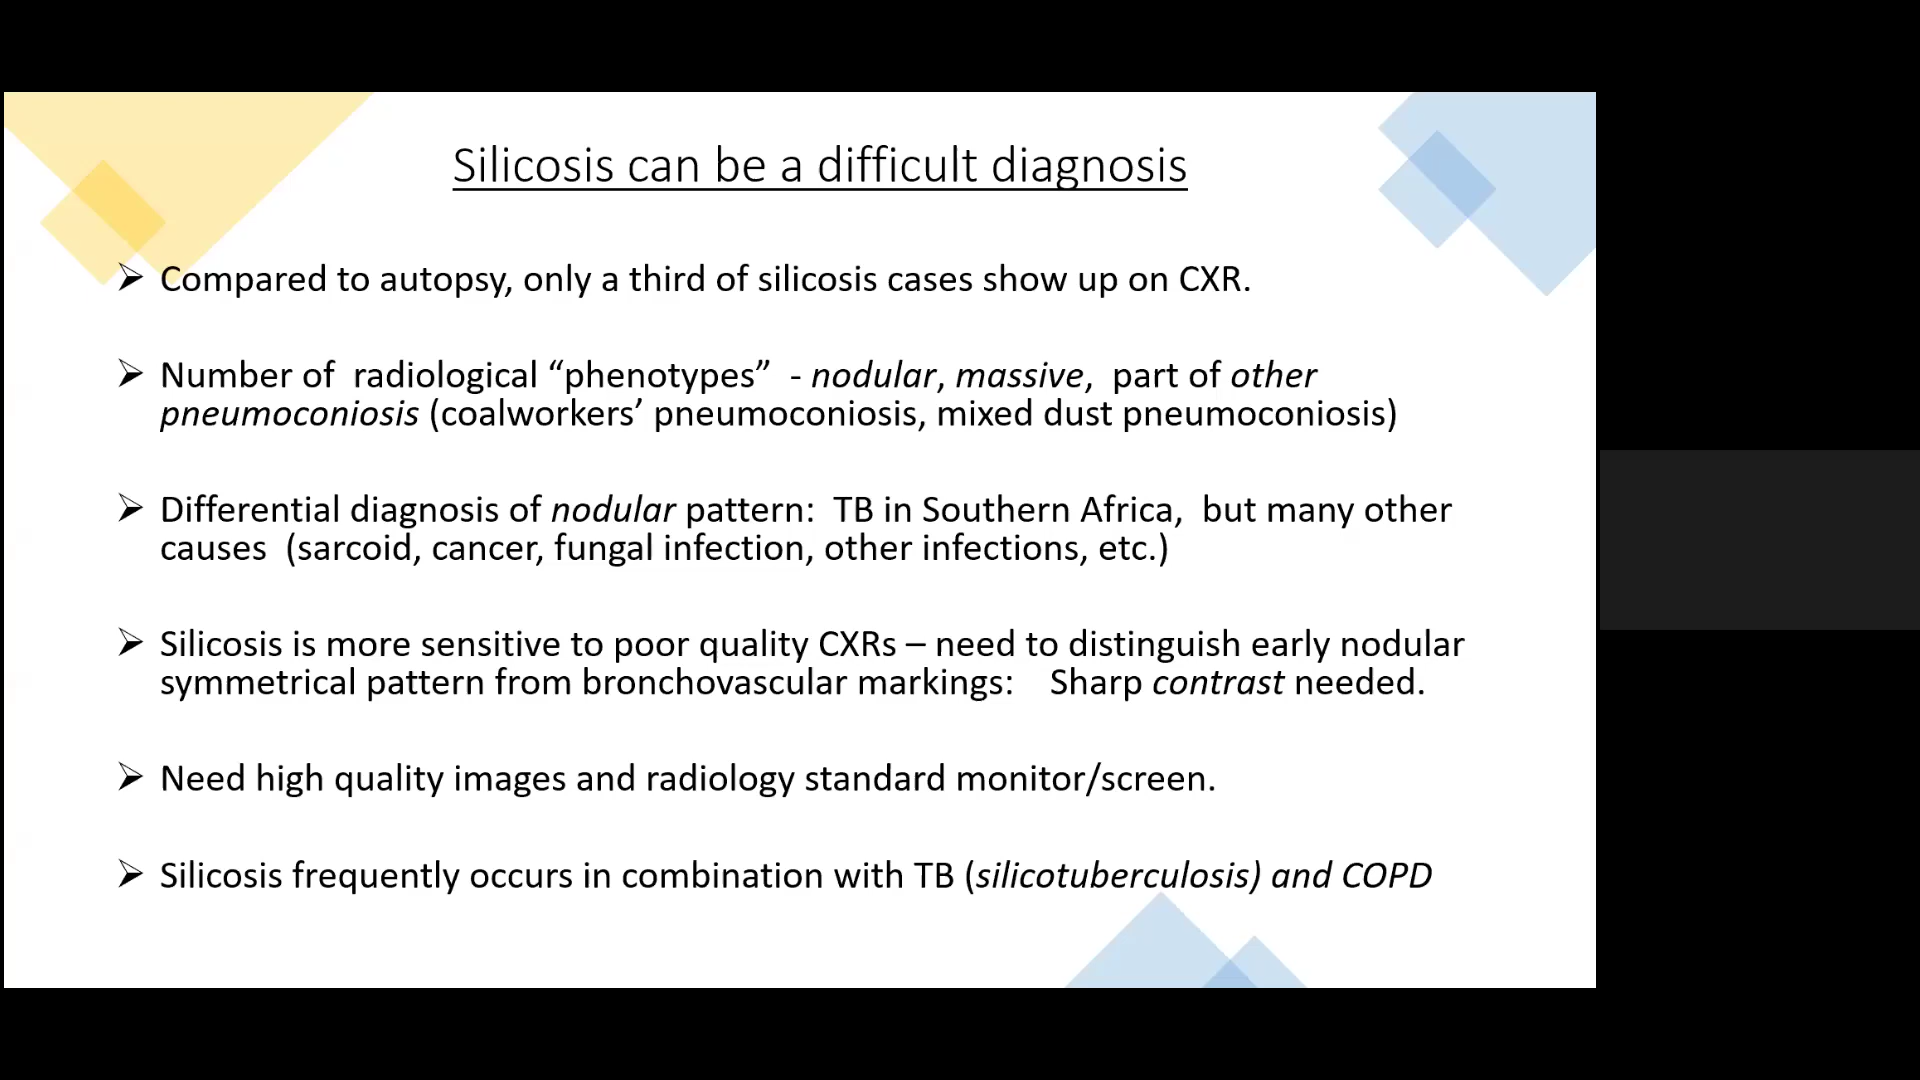 Silicosis can be a difficult diagnosis
➢ Compared to autopsy, only a third of silicosis cases show up on CXR.
➢ Number of  radiological “phenotypes”  - nodular, massive,  part of other
pneumoconiosis (coalworkers’ pneumoconiosis, mixed dust pneumoconiosis)
➢ Differential diagnosis of nodular pattern:  TB in Southern Africa,  but many other
causes  (sarcoid, cancer, fungal infection, other infections, etc.)
➢ Silicosis is more sensitive to poor quality CXRs – need to distinguish early nodular
symmetrical pattern from bronchovascular markings:    Sharp contrast needed.
➢ Need high quality images and radiology standard monitor/screen.
➢ Silicosis frequently occurs in combination with TB (silicotuberculosis) and COPD